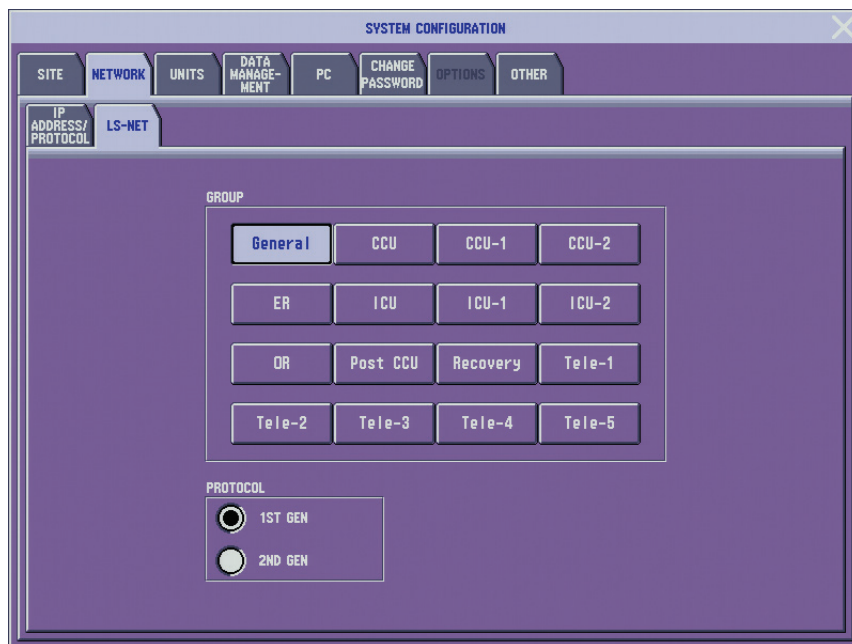 SYSTEM CONFIGURATION
SITE
NETWORK
UNITS
DATA
MANAGE-
MENT
PC
CHANGE
PASSWORD
OPTIONS
OTHER
IP
ADDRESS/
PROTOCOL
LS-NET
GROUP
General CCU CCU-1 CCU-2
ER ICU ICU-1 ICU-2
OR Post CCU Recovery Tele-1
Tele-2 Tele-3 Tele-4 Tele-5
PROTOCOL
1ST GEN
2ND GEN